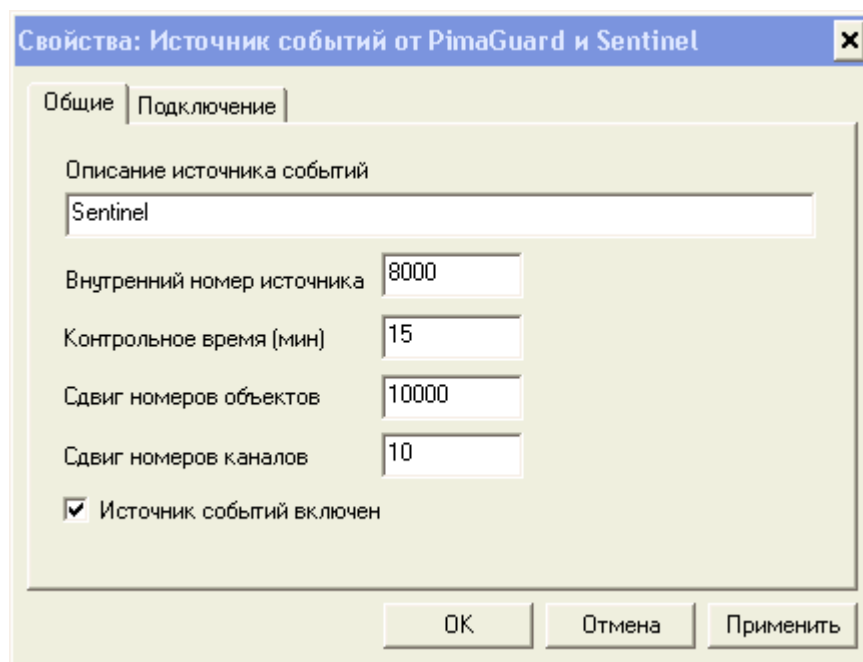 Свойства: Источник событий от PimaGuard и Sentinel
Общие Подключение
Описание источника событий
Sentinel
Внутренний номер источника 8000
Контрольное время (мин) 15
Сдвиг номеров объектов 10000
Сдвиг номеров каналов 10
Источник событий включен
OK Отмена Применить